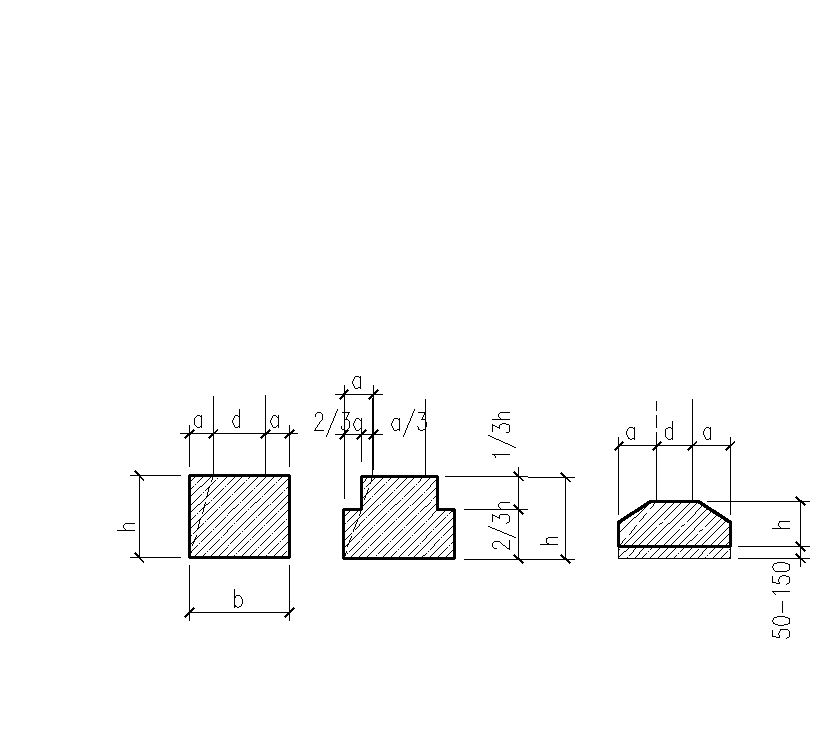 a d a
h
b
a
2/3a a/3
1/3h
2/3h
h
a d a
h
50-150